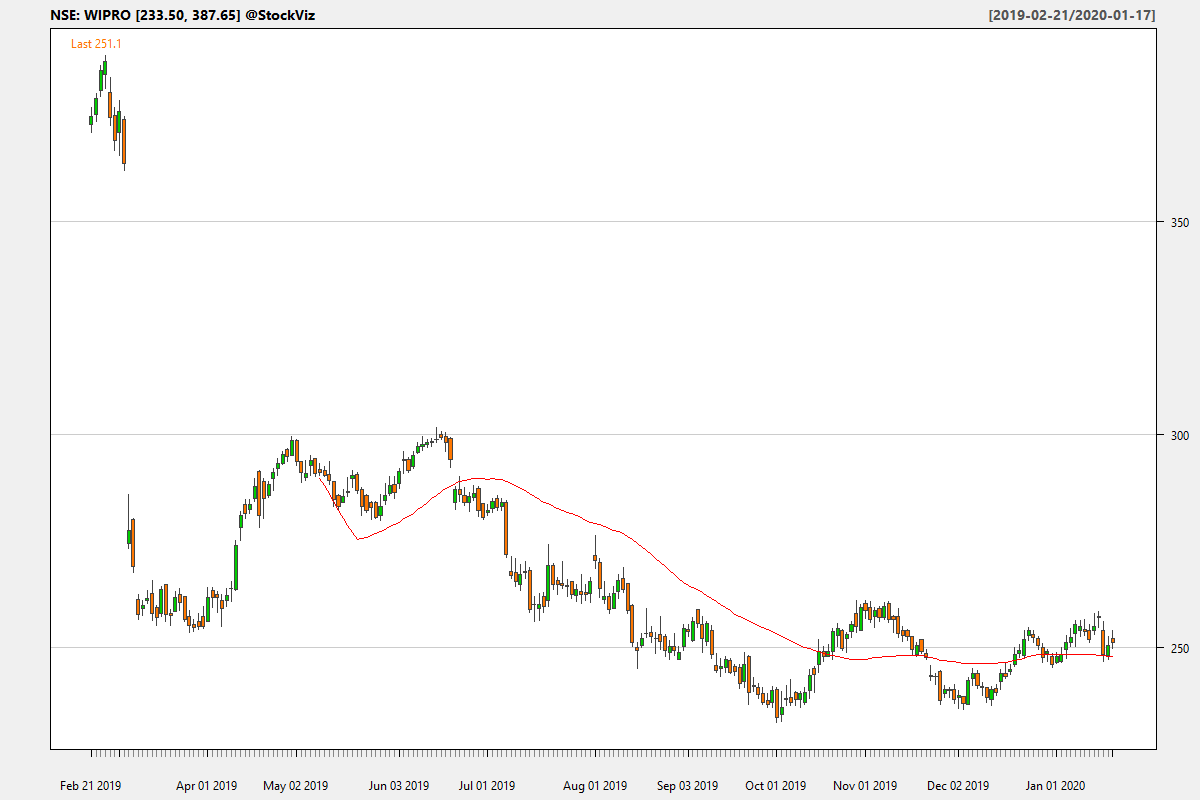 NSE: WIPRO [233.50, 387.65] @StockViz
[2019-02-21/2020-01-17]
Last 251.1
350
300
250
Feb 21 2019 Apr 01 2019 May 02 2019 Jun 03 2019 Jul 01 2019 Aug 01 2019 Sep 03 2019 Oct 01 2019 Nov 01 2019 Dec 02 2019 Jan 01 2020